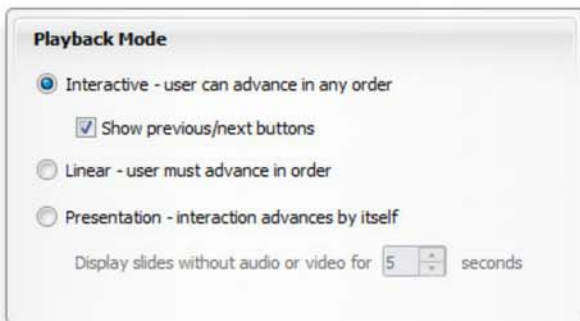 Playback Mode
Interactive - user can advance in any order
Show previous/next buttons
Linear - user must advance in order
Presentation - interaction advances by itself
Display slides without audio or video for 5 seconds